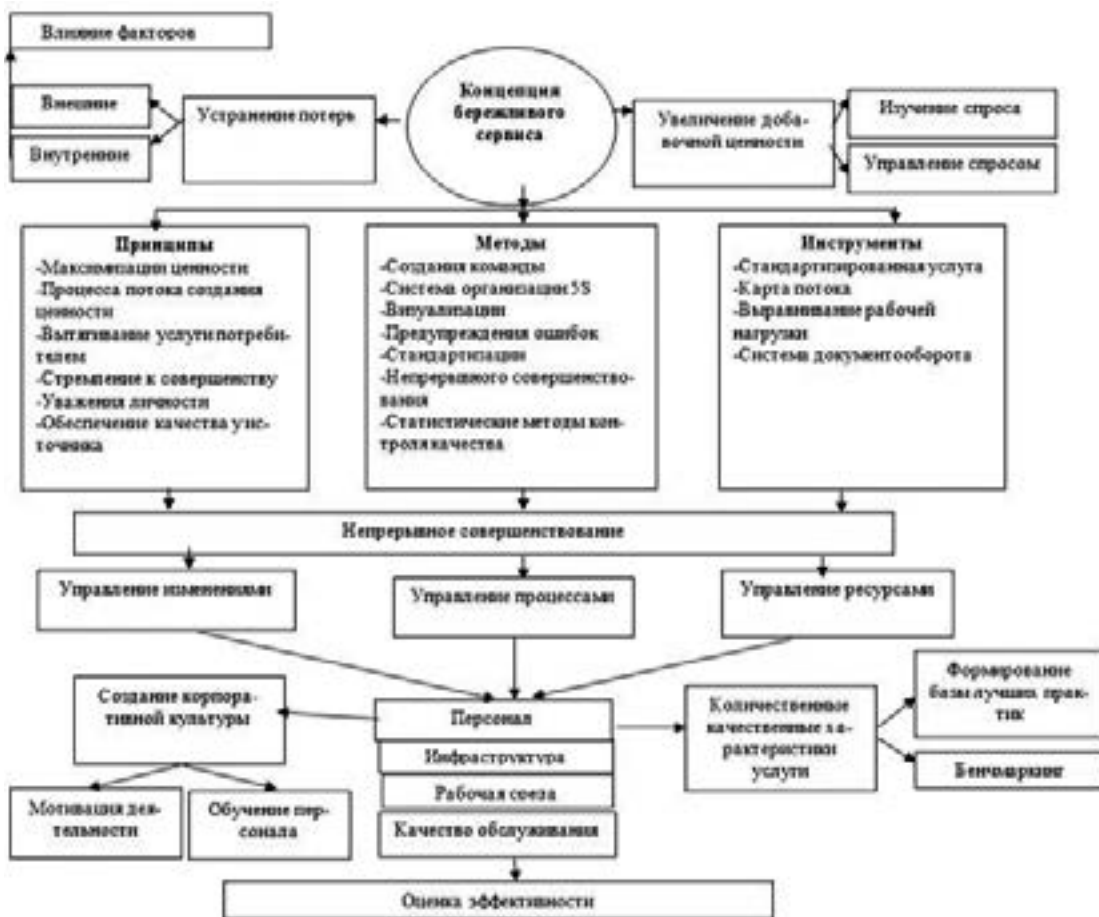 Влияние факторов
Концепция
бережливого
сервиса
Внешние
Внутренние
Устранение потерь
Увеличение доба-
вочной ценности
Изучение спроса
Управление спросом
Принципы
-Максимизации ценности
-Процесса потока создания
ценности
-Вытягивание услуги потреби-
телем
-Стремление к совершенству
-Уважения личности
-Обеспечение качества у ис-
точника
Методы
-Создания команды
-Система организации 5S
-Визуализации
-Предупреждения ошибок
-Стандартизации
-Непрерывного совершенство-
вания
-Статистические методы кон-
троля качества
Инструменты
-Стандартизированная услуга
-Карта потока
-Выравнивание рабочей
нагрузки
-Система документооборота
Непрерывное совершенствование
Управление изменениями
Управление процессами
Управление ресурсами
Создание корпора-
тивной культуры
Персонал
Инфраструктура
Рабочая среда
Качество обслуживания
Количественные
качественные ха-
рактеристики
услуги
Формирование
базы лучших прак-
тик
Бенчмаркинг
Мотивация дея-
тельности
Обучение пер-
сонала
Оценка эффективности